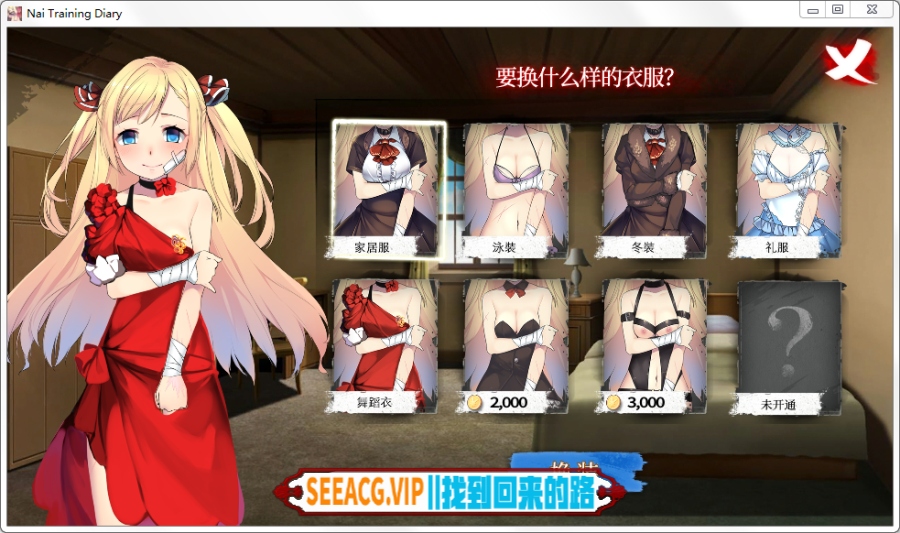 Nai Training Diary
要换什么样的衣服？
家居服
泳装
冬装
礼服
舞蹈衣
2,000
3,000
未开通
换装
SEEACG.VIP||找到回来的路